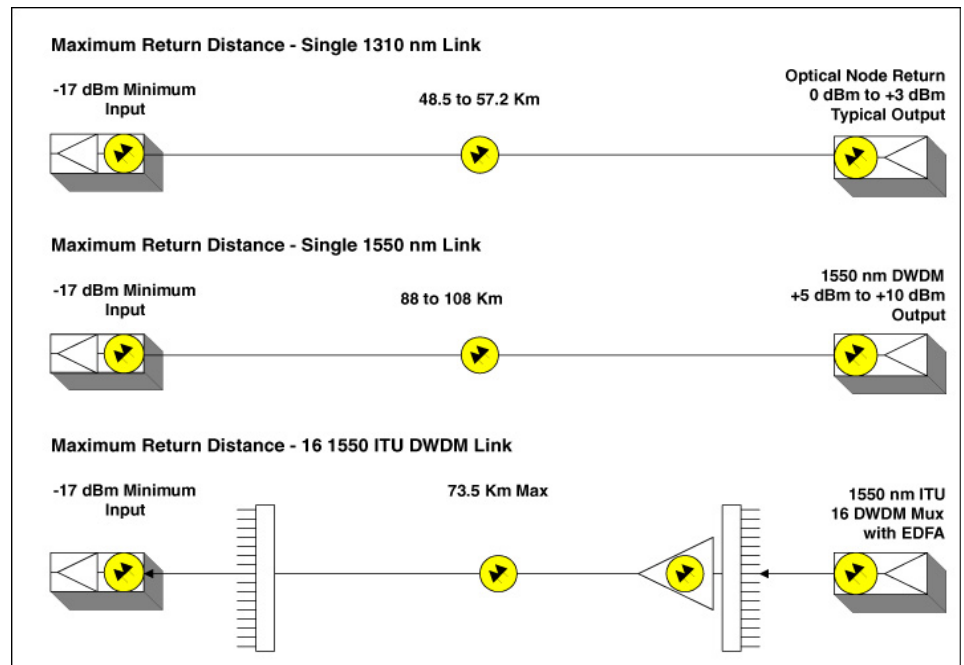 Maximum Return Distance - Single 1310 nm Link
-17 dBm Minimum
Input
48.5 to 57.2 Km
Optical Node Return
0 dBm to +3 dBm
Typical Output
Maximum Return Distance - Single 1550 nm Link
-17 dBm Minimum
Input
88 to 108 Km
1550 nm DWDM
+5 dBm to +10 dBm
Output
Maximum Return Distance - 16 1550 ITU DWDM Link
-17 dBm Minimum
Input
73.5 Km Max
1550 nm ITU
16 DWDM Mux
with EDFA